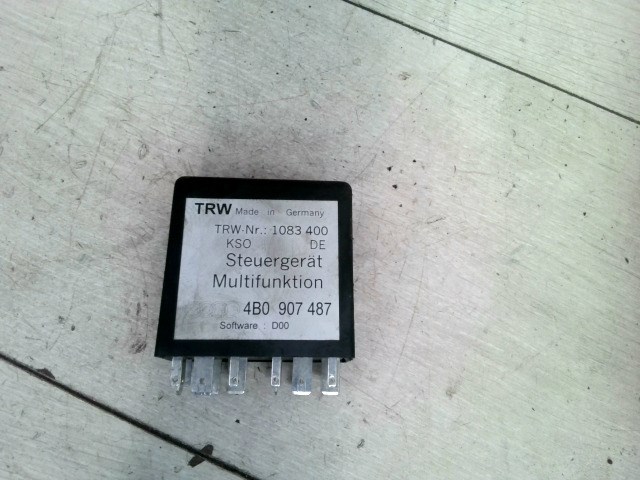 TRW Made in Germany
TRW-Nr.: 1083 400
KSO DE
Steuergerät
Multifunktion
4B0 907 487
Software : D00